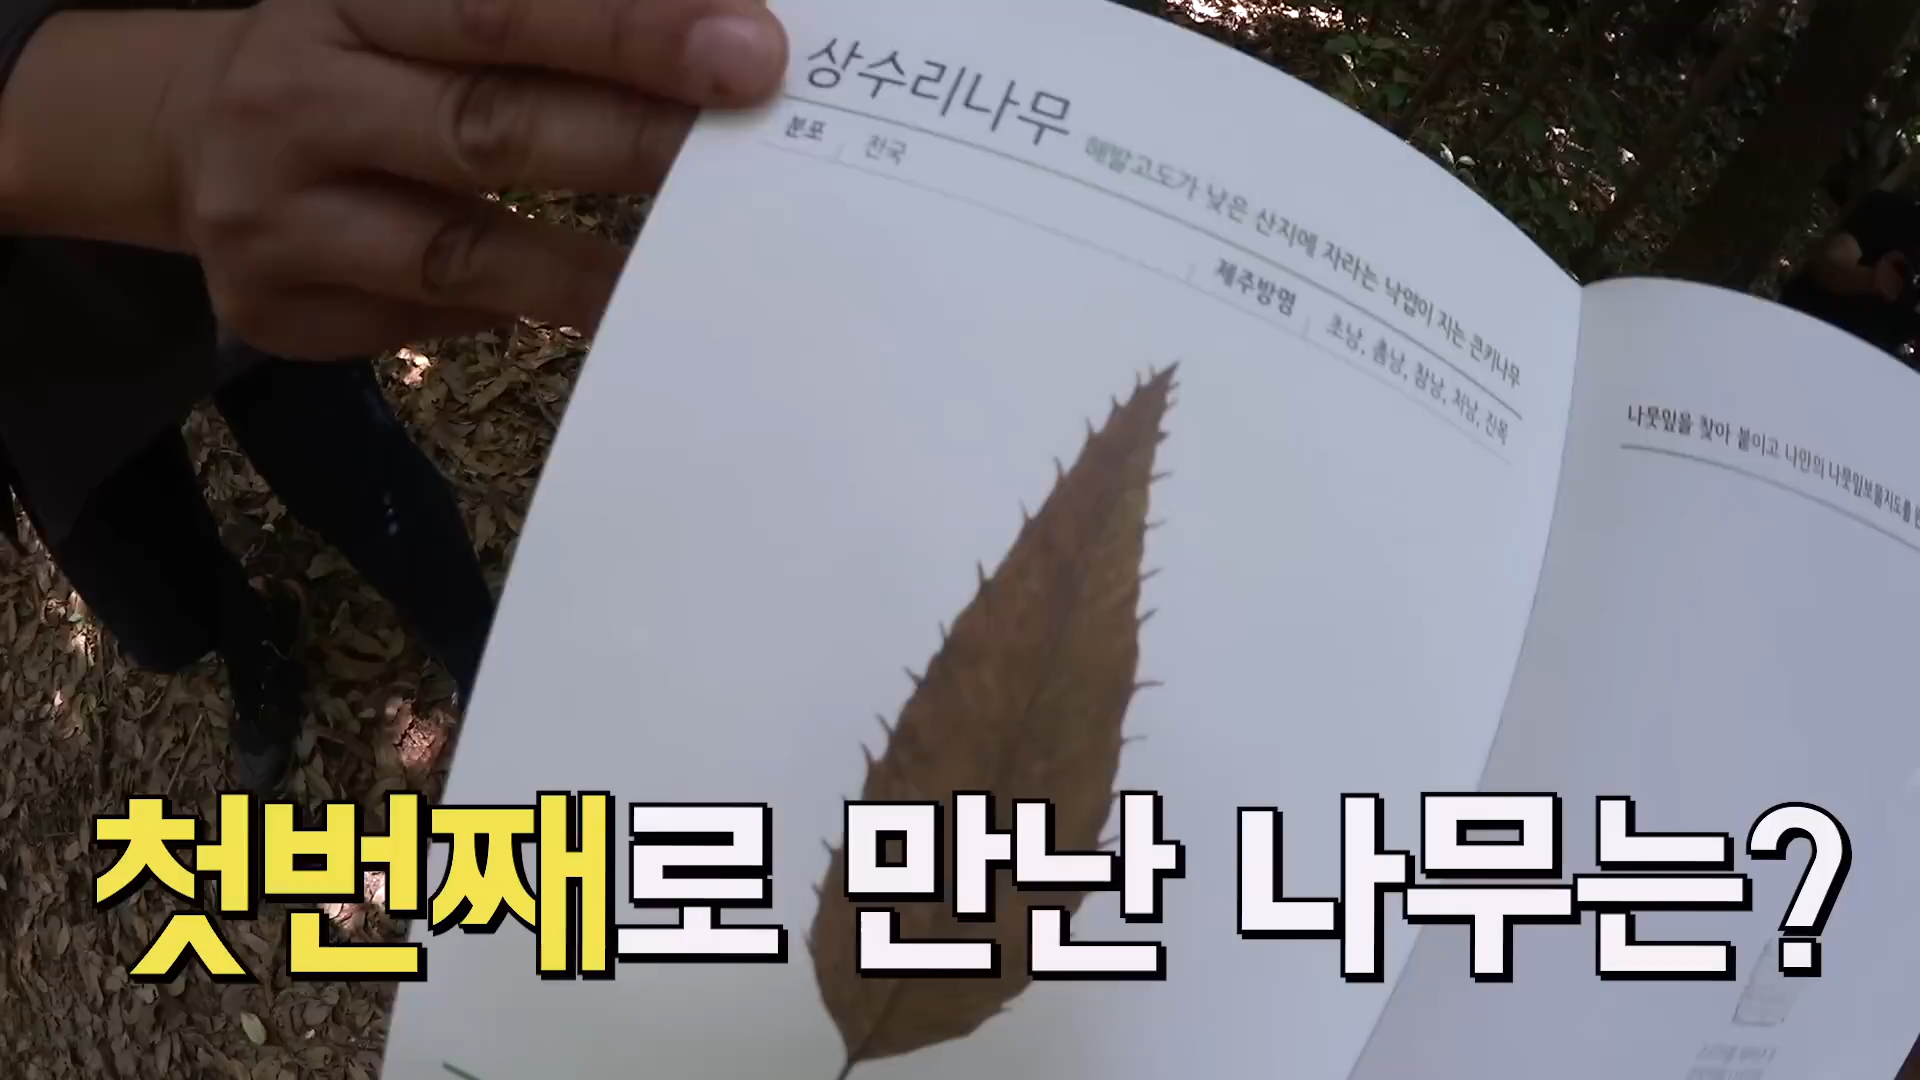 상수리나무 해발고도가 낮은 산지에 자라는 낙엽이 지는 큰키나무
분포 전국
제주방명 초낭, 춤낭, 참낭, 처낭, 진목
나뭇잎을 찾아 붙이고 나만의 나뭇잎보물지도를
첫번째로 만난 나무는?